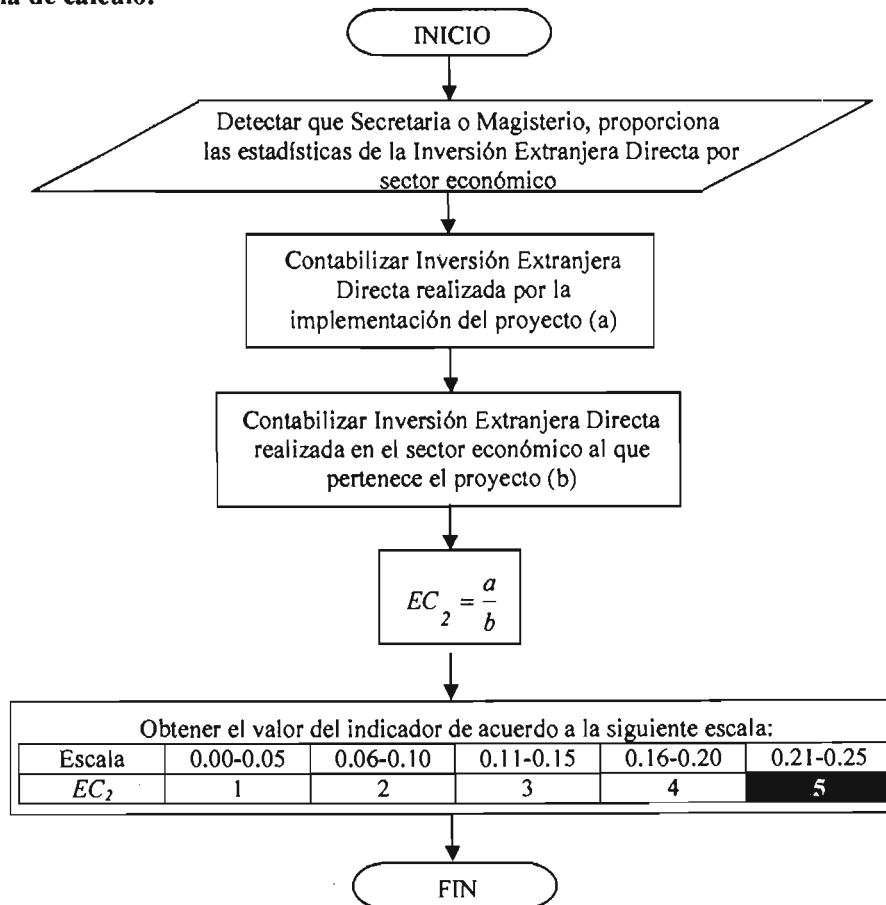 de cálculo:
INICIO
Detectar que Secretaria o Magisterio, proporciona
las estadísticas de la Inversión Extranjera Directa por
sector económico
Contabilizar Inversión Extranjera
Directa realizada por la
implementación del proyecto (a)
Contabilizar Inversión Extranjera Directa
realizada en el sector económico al que
pertenece el proyecto (b)
EC₂ = a/b
Obtener el valor del indicador de acuerdo a la siguiente escala:
Escala 0.00-0.05 0.06-0.10 0.11-0.15 0.16-0.20 0.21-0.25
EC₂ 1 2 3 4 5
FIN